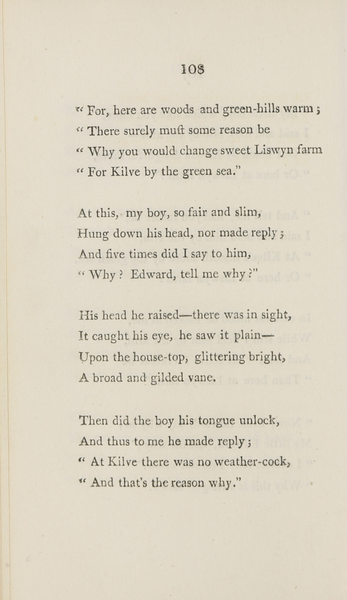 108
“ For, here are woods and green-hills warm ;
“ There surely muſt some reason be
“ Why you would change sweet Liswyn farm
“ For Kilve by the green sea.”
At this, my boy, so fair and slim,
Hung down his head, nor made reply ;
And five times did I say to him,
“ Why ? Edward, tell me why ?”
His head he raised—there was in sight,
It caught his eye, he saw it plain—
Upon the house-top, glittering bright,
A broad and gilded vane.
Then did the boy his tongue unlock,
And thus to me he made reply ;
“ At Kilve there was no weather-cock,
“ And that's the reason why.”